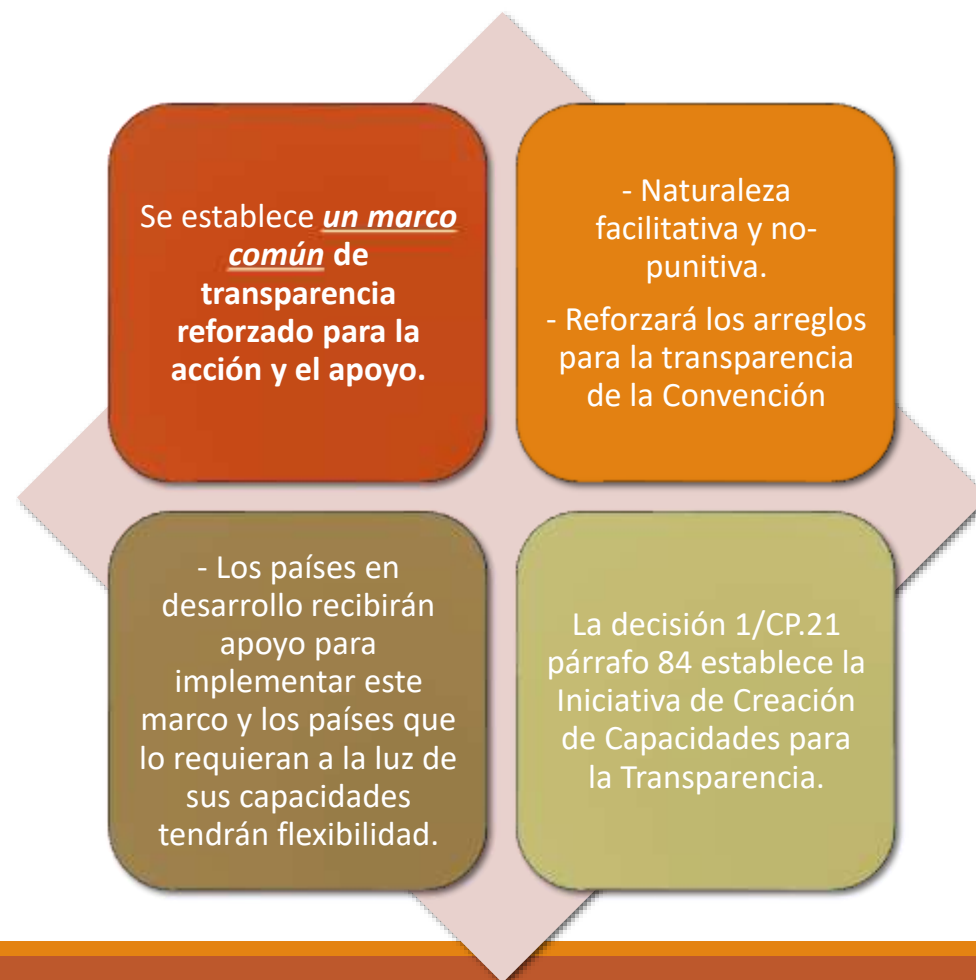 Se establece un marco
común de
transparencia
reforzado para la
acción y el apoyo.
- Naturaleza
facilitativa y no-
punitiva.
- Reforzará los arreglos
para la transparencia
de la Convención
- Los países en
desarrollo recibirán
apoyo para
implementar este
marco y los países que
lo requieran a la luz de
sus capacidades
tendrán flexibilidad.
La decisión 1/CP.21
párrafo 84 establece la
Iniciativa de Creación
de Capacidades para
la Transparencia.